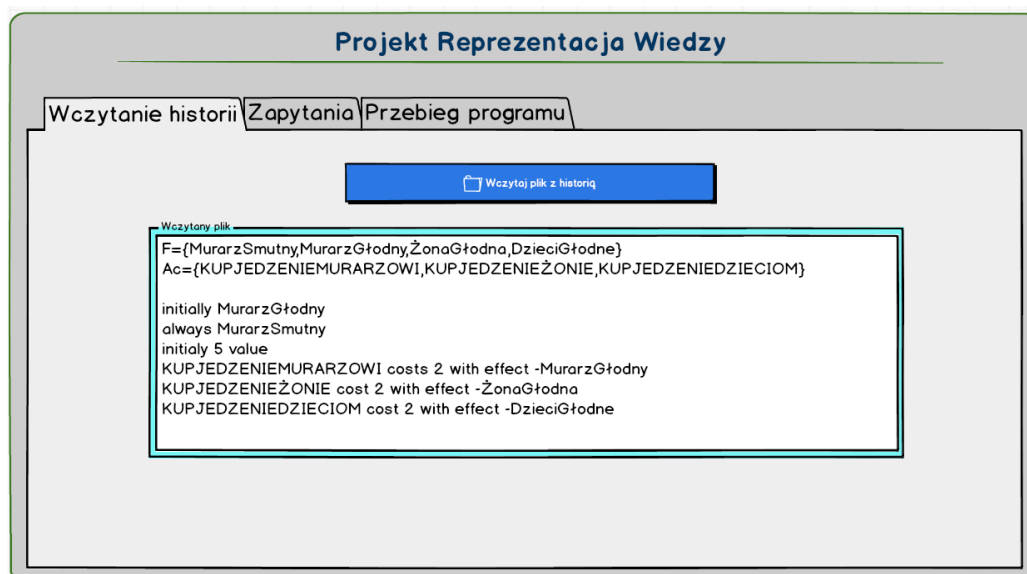 Projekt Reprezentacja Wiedzy
Wczytanie historii Zapytania Przebieg programu
Wczytaj plik z historią
Wczytany plik
F={MurarzSmutny,MurarzGłodny,ŻonaGłodna,DzieciGłodne}
Ac={KUPJEDZENIEMURARZOWI,KUPJEDZENIEŻONIE,KUPJEDZENIEDZIECIOM}
initially MurarzGłodny
always MurarzSmutny
initialy 5 value
KUPJEDZENIEMURARZOWI costs 2 with effect -MurarzGłodny
KUPJEDZENIEŻONIE cost 2 with effect -ŻonaGłodna
KUPJEDZENIEDZIECIOM cost 2 with effect -DzieciGłodne